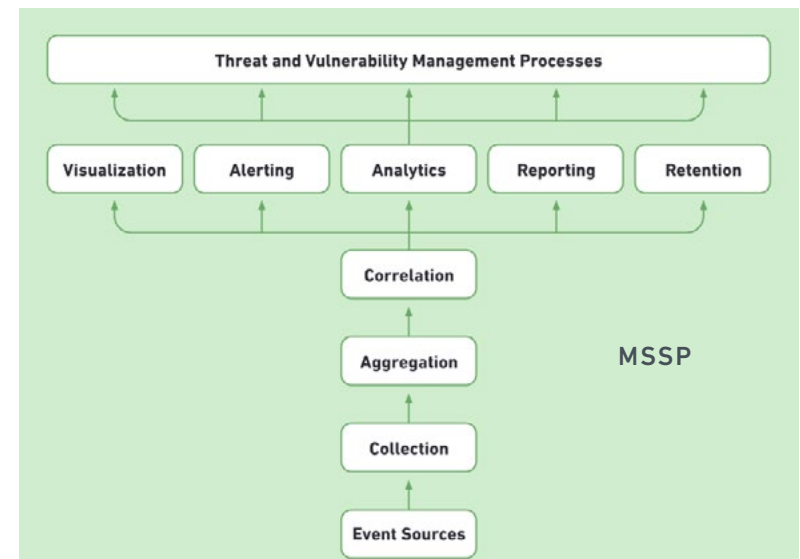 Threat and Vulnerability Management Processes
Visualization
Alerting
Analytics
Reporting
Retention
Correlation
Aggregation
MSSP
Collection
Event Sources